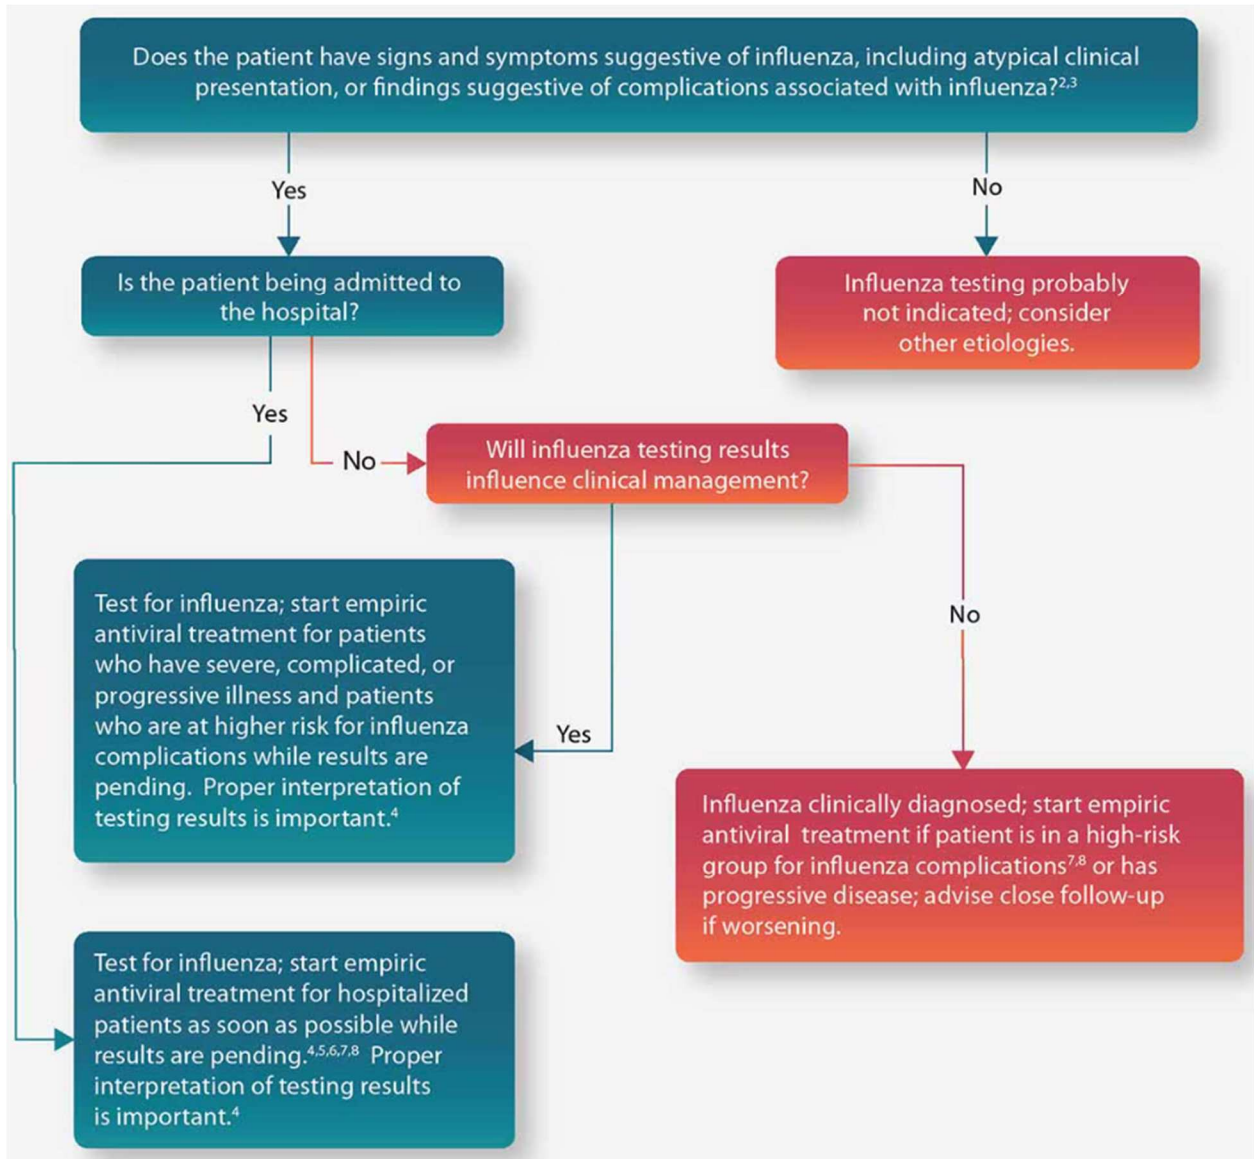 Does the patient have signs and symptoms suggestive of influenza, including atypical clinical
presentation, or findings suggestive of complications associated with influenza?2,3
Yes
No
Is the patient being admitted to
the hospital?
Influenza testing probably
not indicated; consider
other etiologies.
Yes
No
Will influenza testing results
influence clinical management?
Test for influenza; start empiric
antiviral treatment for patients
who have severe, complicated, or
progressive illness and patients
who are at higher risk for influenza
complications while results are
pending. Proper interpretation of
testing results is important.4
Yes
No
Influenza clinically diagnosed; start empiric
antiviral treatment if patient is in a high-risk
group for influenza complications7,8 or has
progressive disease; advise close follow-up
if worsening.
Test for influenza; start empiric
antiviral treatment for hospitalized
patients as soon as possible while
results are pending.4,5,6,7,8 Proper
interpretation of testing results
is important.4